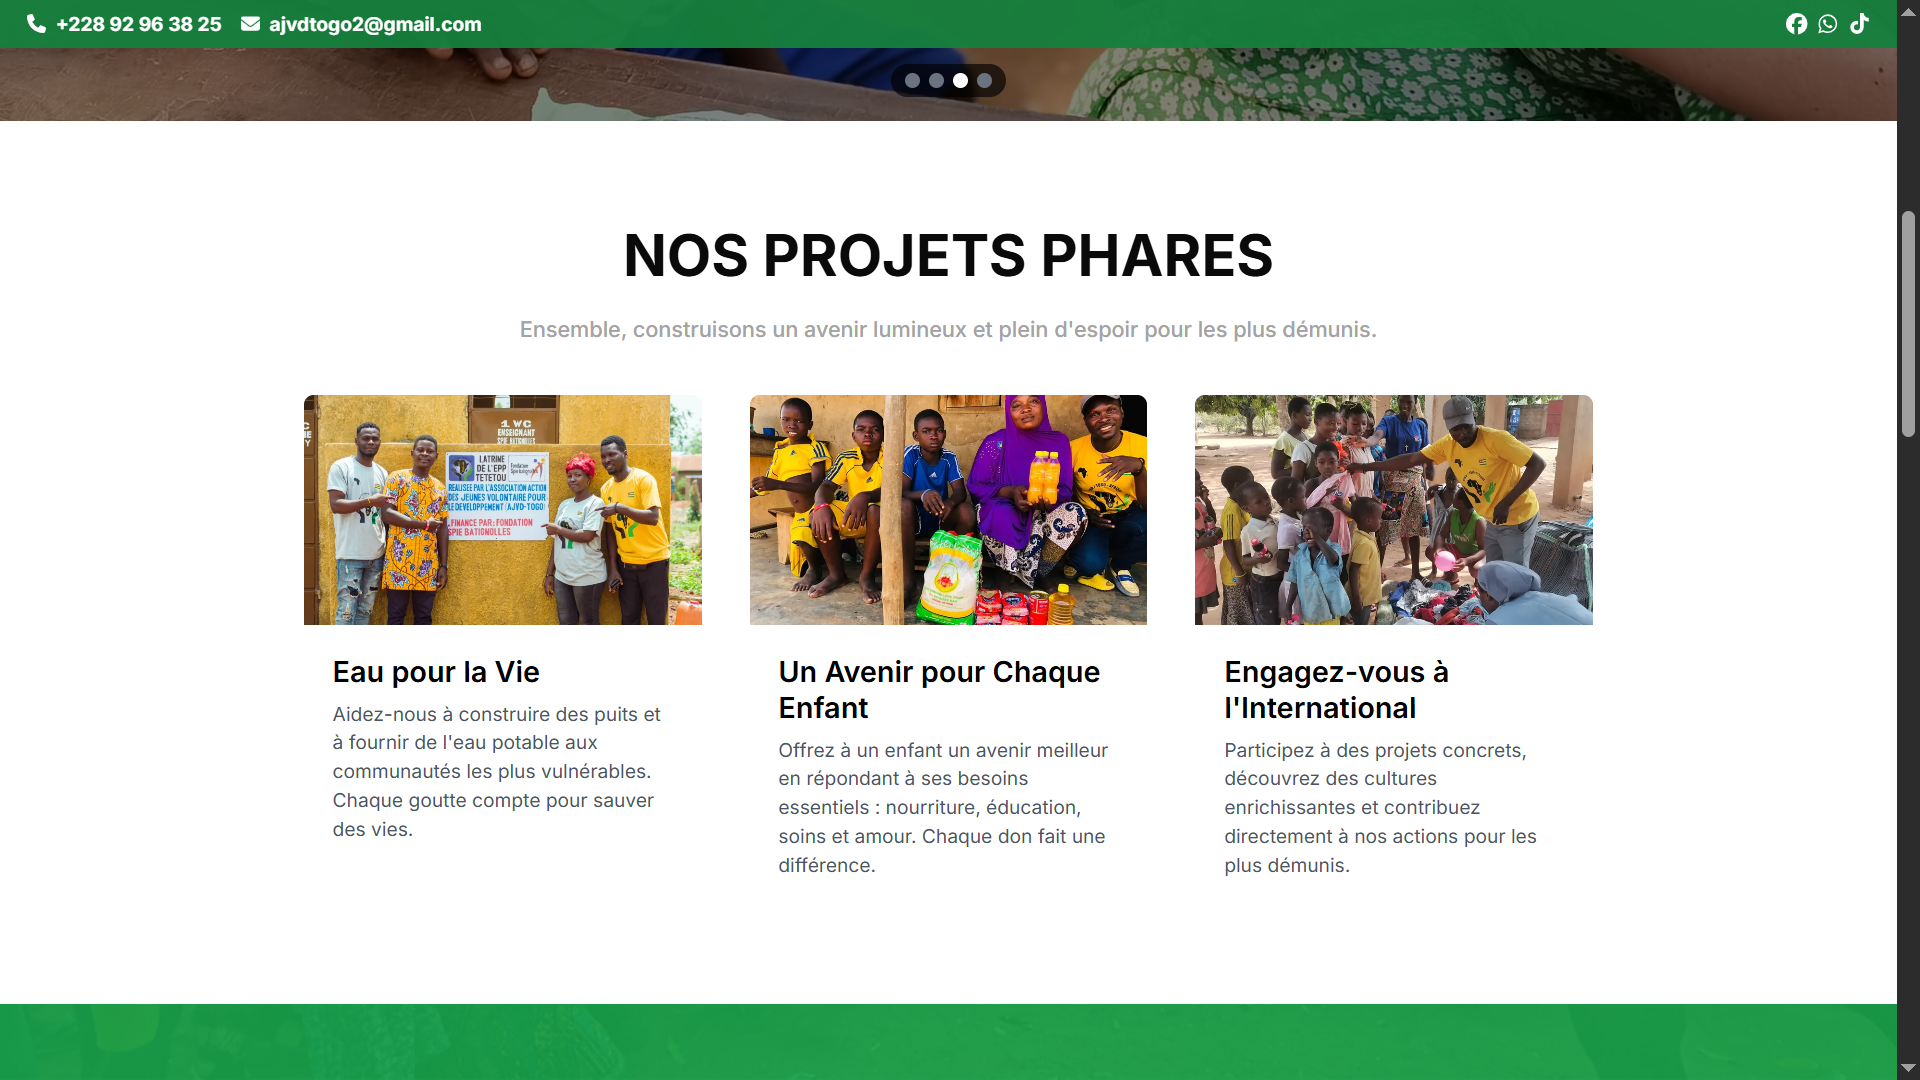 +228 92 96 38 25 ajvdtogo2@gmail.com
NOS PROJETS PHARES
Ensemble, construisons un avenir lumineux et plein d'espoir pour les plus démunis.
1 WC
ENSEIGNANT
SPIE BATIGNOLLES
LATRINE
DE L'EPD
TETETOU
Fondation
Spie batignolles
REALISEE PAR L'ASSOCIATION ACTION
DES JEUNES VOLONTAIRE POUR
LE DEVELOPPEMENT (AJVD-TOGO)
FINANCE PAR: FONDATION
SPIE BATIGNOLLES
Eau pour la Vie
Aidez-nous à construire des puits et
à fournir de l'eau potable aux
communautés les plus vulnérables.
Chaque goutte compte pour sauver
des vies.
Un Avenir pour Chaque
Enfant
Offrez à un enfant un avenir meilleur
en répondant à ses besoins
essentiels : nourriture, éducation,
soins et amour. Chaque don fait une
différence.
Engagez-vous à
l'International
Participez à des projets concrets,
découvrez des cultures
enrichissantes et contribuez
directement à nos actions pour les
plus démunis.